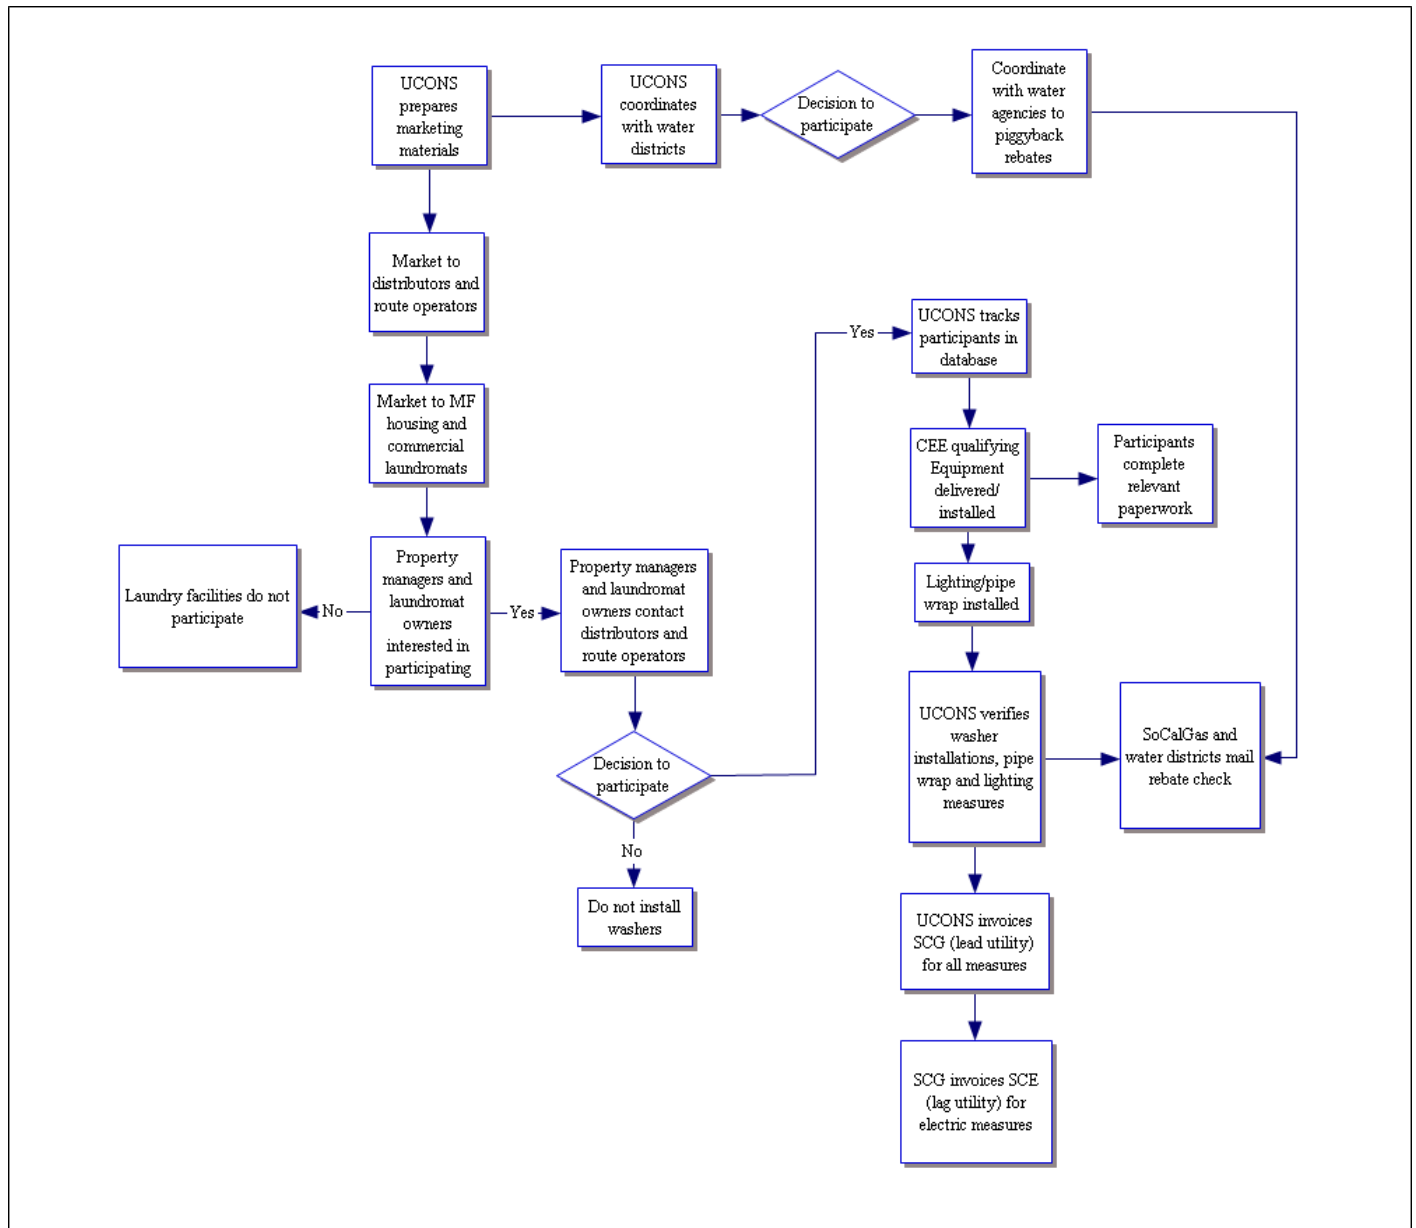 UCONS
prepares
marketing
materials
UCONS
coordinates
with water
districts
Decision to
participate
Coordinate
with water
agencies to
piggyback
rebates
Market to
distributors and
route operators
Market to MF
housing and
commercial
laundromats
Property
managers and
laundromat
owners
interested in
participating
No
Laundry facilities do not
participate
Yes
Property managers
and laundromat
owners contact
distributors and
route operators
Decision to
participate
No
Do not install
washers
Yes
UCONS tracks
participants in
database
CEE qualifying
Equipment
delivered/
installed
Participants
complete
relevant
paperwork
Lighting/pipe
wrap installed
UCONS verifies
washer
installations, pipe
wrap and lighting
measures
SoCalGas and
water districts mail
rebate check
UCONS invoices
SCG (lead utility)
for all measures
SCG invoices SCE
(lag utility) for
electric measures